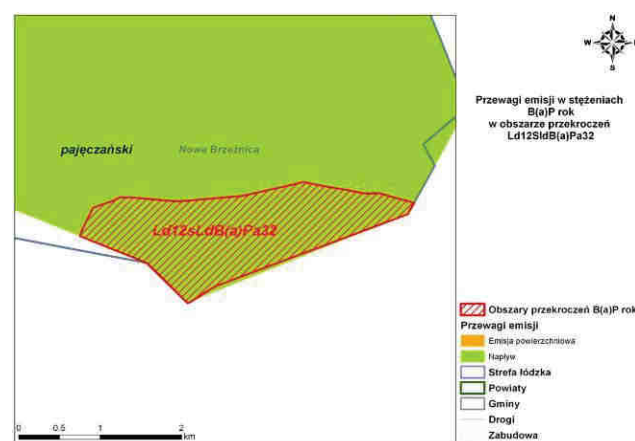 N
W
S
Przewagi emisji w stężeniach
B(a)P rok
w obszarze przekroczeń
Ld12SldB(a)Pa32
pajęczański
Nowa Brzeźnica
Ld12sLdB(a)Pa32
Obszary przekroczeń B(a)P rok
Przewagi emisji
Emisja powierzchniowa
Napływ
Strefa łódzka
Powiaty
Gminy
Drogi
Zabudowa
0 0.5 1 2
km